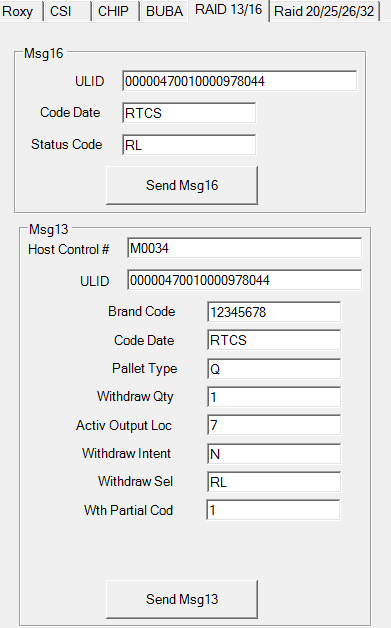 Roxy CSI CHIP BUBA RAID 13/16 Raid 20/25/26/32
Msg16
ULID 00000470010000978044
Code Date RTCS
Status Code RL
Send Msg16
Msg13
Host Control # M0034
ULID 00000470010000978044
Brand Code 12345678
Code Date RTCS
Pallet Type Q
Withdraw Qty 1
Activ Output Loc 7
Withdraw Intent N
Withdraw Sel RL
Wth Partial Cod 1
Send Msg13